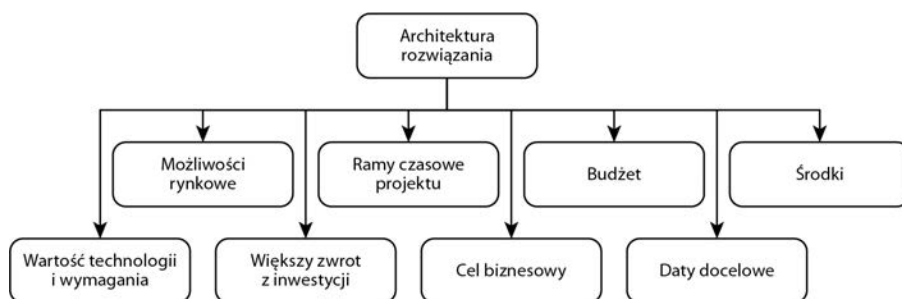 Architektura
rozwiązania
Możliwości
rynkowe
Ramy czasowe
projektu
Budżet
Środki
Wartość technologii
i wymagania
Większy zwrot
z inwestycji
Cel biznesowy
Daty docelowe